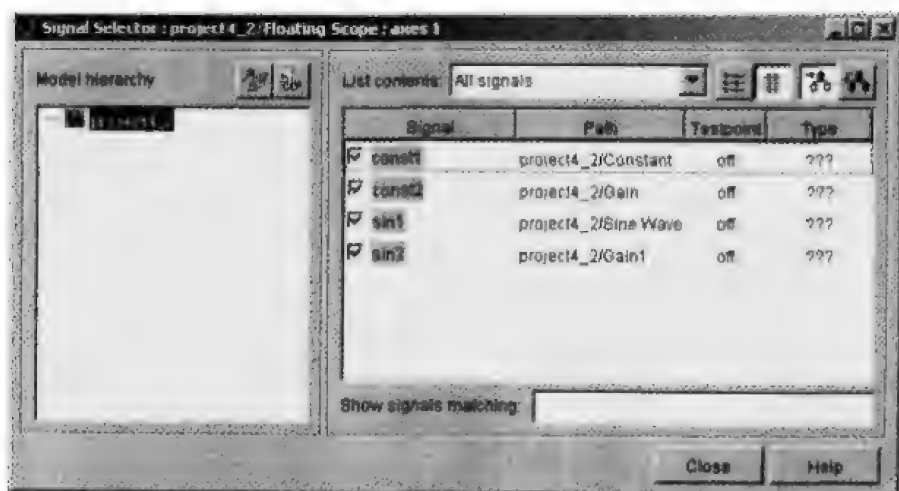 Signal Selector : project4_2/Floating Scope : axes 1
Model hierarchy
List contents: All signals
Signal Path Testpoint Type
const1 project4_2/Constant off ???
const2 project4_2/Gain off ???
sin1 project4_2/Sine Wave off ???
sin2 project4_2/Gain1 off ???
Show signals matching:
Close Help